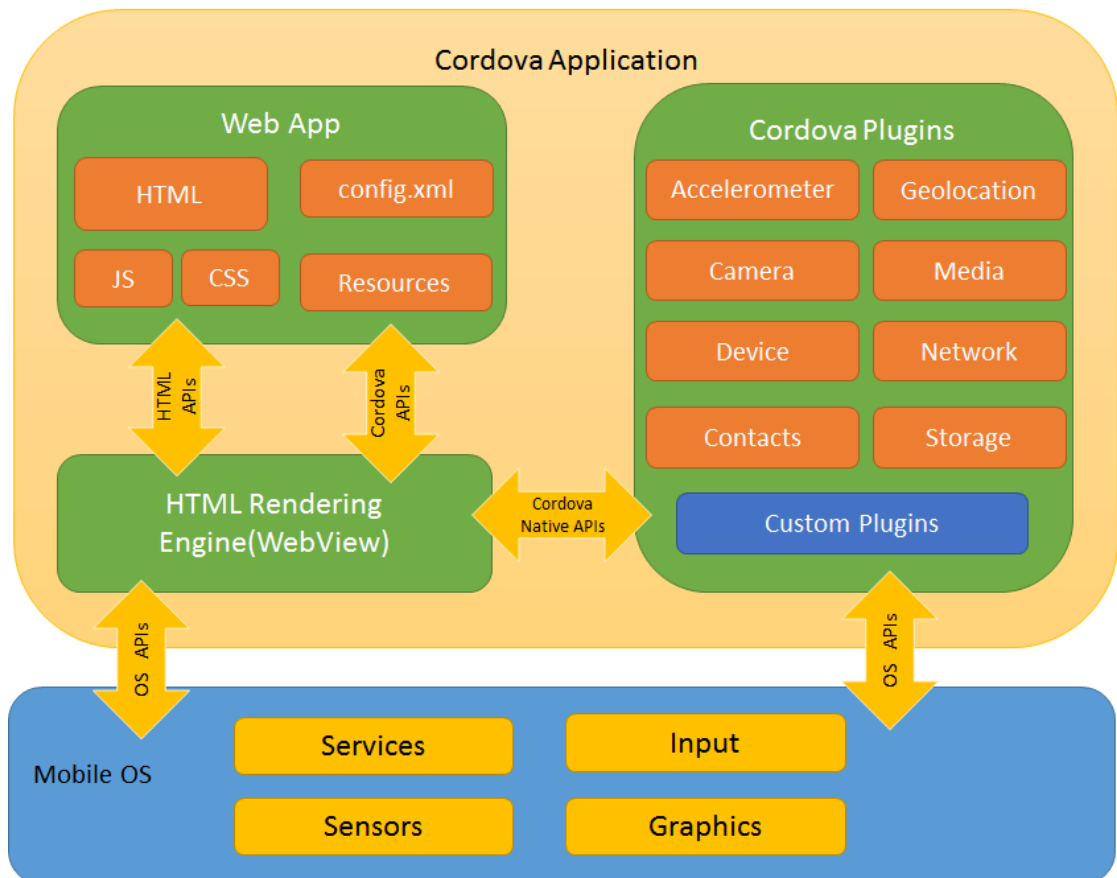 Cordova Application
Web App
HTML
config.xml
JS
CSS
Resources
HTML
APIs
Cordova
APIs
HTML Rendering
Engine(WebView)
Cordova
Native APIs
Cordova Plugins
Accelerometer
Geolocation
Camera
Media
Device
Network
Contacts
Storage
Custom Plugins
OS APIs
OS APIs
Mobile OS
Services
Input
Sensors
Graphics